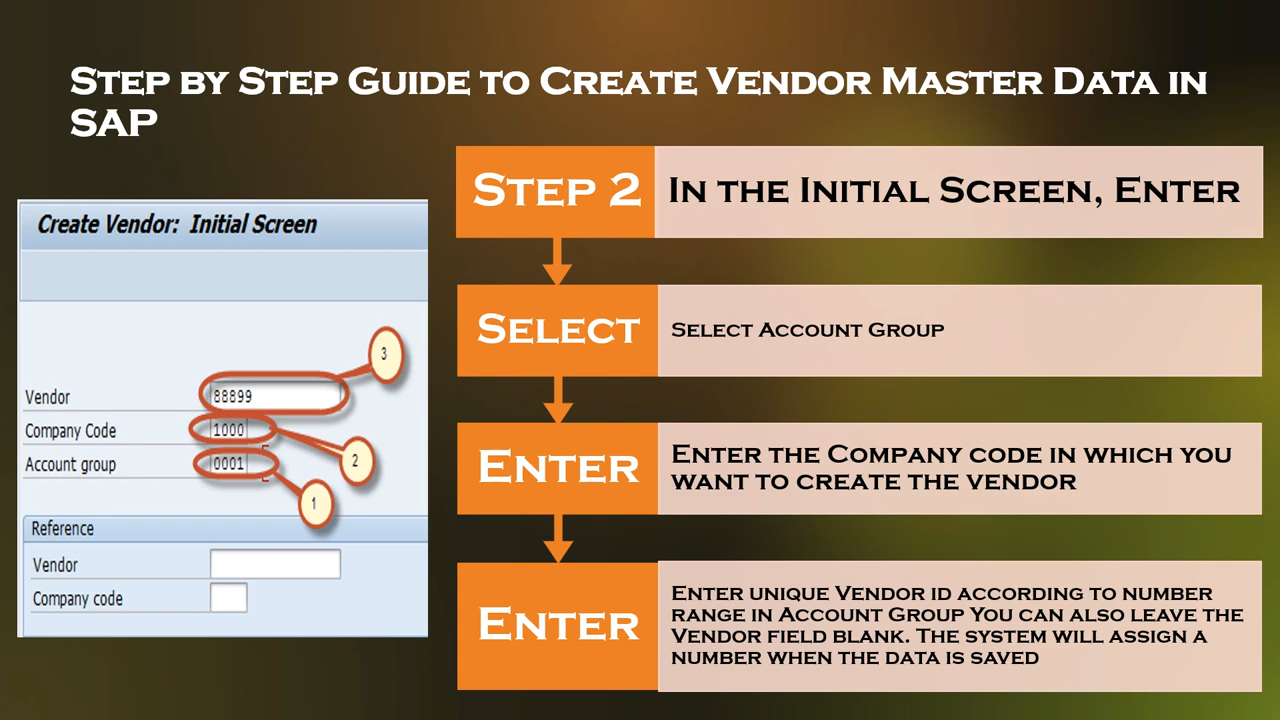 Step by Step Guide to Create Vendor Master Data in
SAP
Create Vendor: Initial Screen
Vendor 88899
Company Code 1000
Account group 0001
3
2
1
Reference
Vendor
Company code
Step 2
In the Initial Screen, Enter
Select
Select Account Group
Enter
Enter the Company code in which you
want to create the vendor
Enter
Enter unique Vendor id according to number
range in Account Group You can also leave the
Vendor field blank. The system will assign a
number when the data is saved